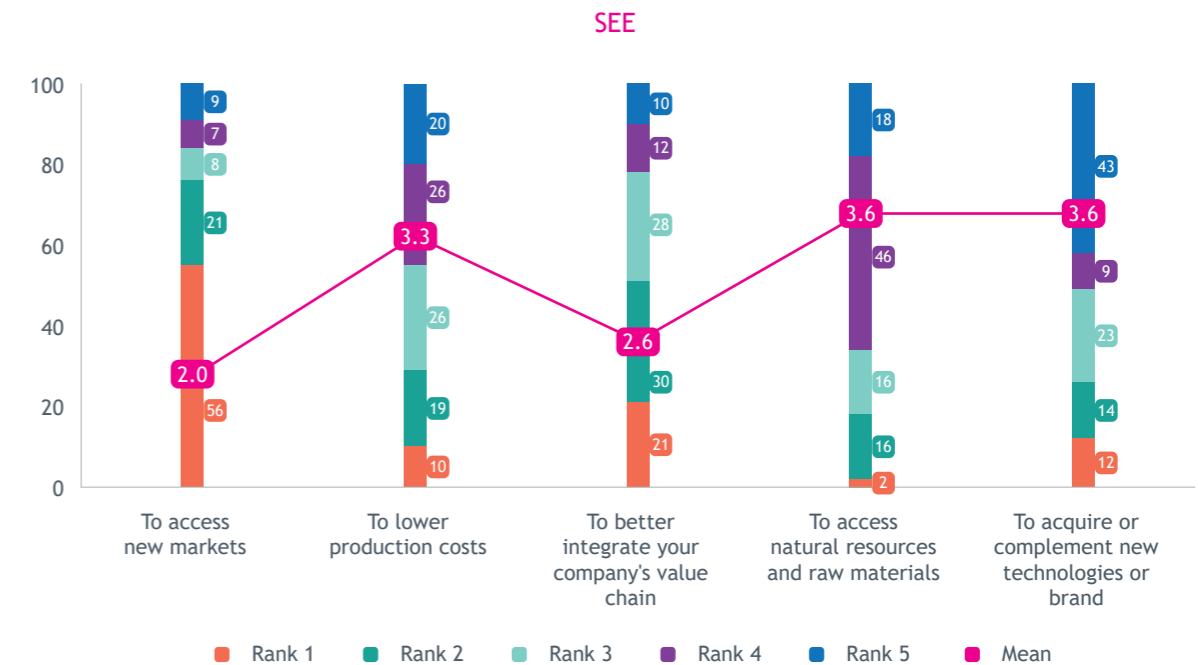 SEE
100
80
60
40
20
0
9
7
8
21
2.0
56
20
26
3.3
26
19
10
10
12
28
2.6
30
21
18
3.6
46
16
16
2
43
3.6
9
23
14
12
To access
new markets
To lower
production costs
To better
integrate your
company's value
chain
To access
natural resources
and raw materials
To acquire or
complement new
technologies or
brand
Rank 1 Rank 2 Rank 3 Rank 4 Rank 5 Mean